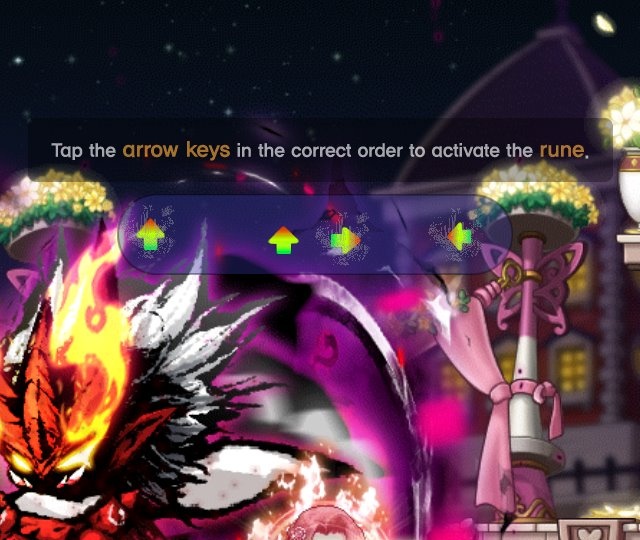 Tap the arrow keys in the correct order to activate the rune.